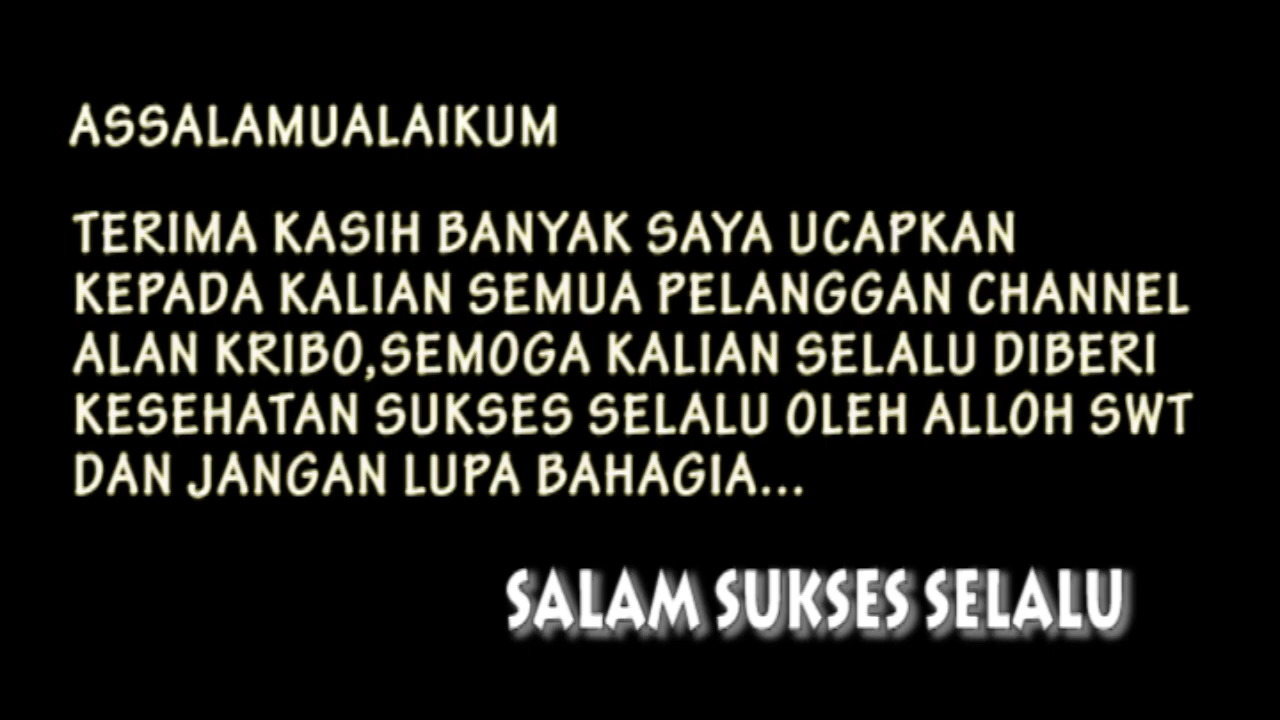 ASSALAMUALAIKUM
TERIMA KASIH BANYAK SAYA UCAPKAN
KEPADA KALIAN SEMUA PELANGGAN CHANNEL
ALAN KRIBO,SEMOGA KALIAN SELALU DIBERI
KESEHATAN SUKSES SELALU OLEH ALLOH SWT
DAN JANGAN LUPA BAHAGIA...
SALAM SUKSES SELALU